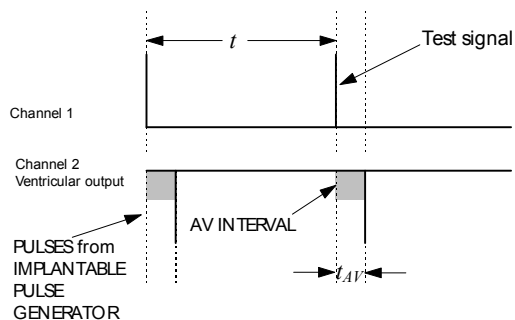 t
Test signal
Channel 1
Channel 2
Ventricular output
AV INTERVAL
PULSES from
IMPLANTABLE
PULSE
GENERATOR
tAV